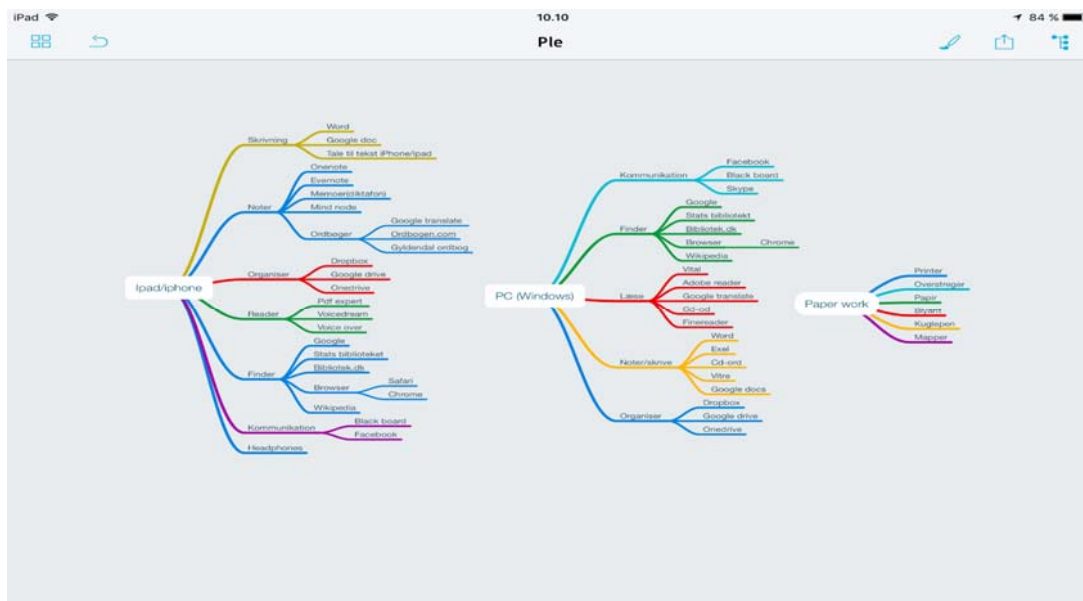 iPad
10.10
84 %
Ple
Ipad/iphone
Skrivning
Word
Google doc
Tale til tekst iPhone/ipad
Noter
Onenote
Evernote
Memoer(diktafon)
Mind node
Ordbøger
Google translate
Ordbogen.com
Gyldendal ordbog
Organiser
Dropbox
Google drive
Onedrive
Reader
Pdf expert
Voicedream
Voice over
Finder
Google
Stats biblioteket
Bibliotek.dk
Browser
Safari
Chrome
Wikipedia
Kommunikation
Black board
Facebook
Headphones
PC (Windows)
Kommunikation
Facebook
Black board
Skype
Finder
Google
Stats bibliotekt
Bibliotek.dk
Browser
Chrome
Wikipedia
Læse
Vital
Adobe reader
Google translate
Cd-od
Finereader
Noter/skrive
Word
Exel
Cd-ord
Vitre
Google docs
Organiser
Dropbox
Google drive
Onedrive
Paper work
Printer
Overstreger
Papir
Blyant
Kuglepen
Mapper